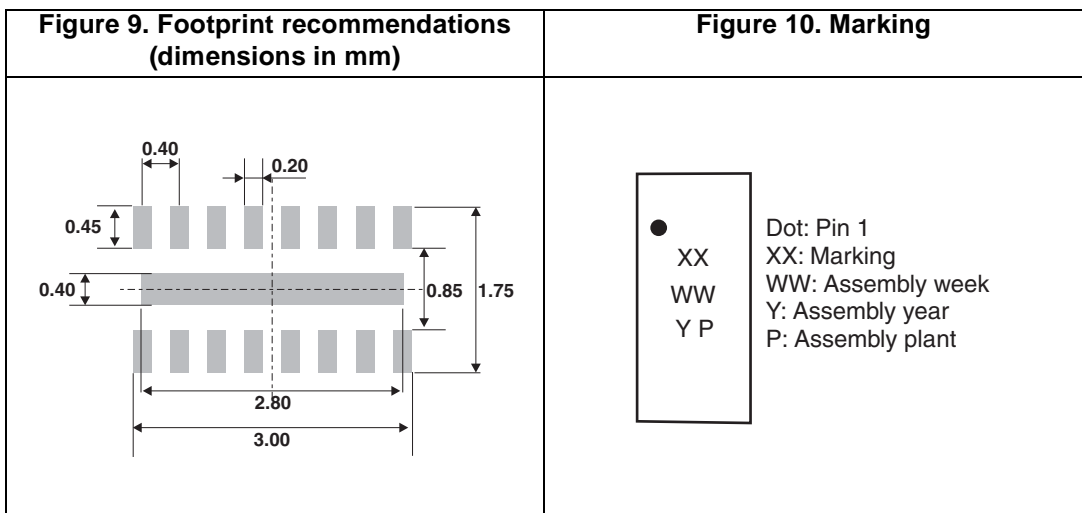 Figure 9. Footprint recommendations
(dimensions in mm)
Figure 10. Marking
0.40
0.20
0.45
0.40
0.85
1.75
2.80
3.00
XX
WW
Y P
Dot: Pin 1
XX: Marking
WW: Assembly week
Y: Assembly year
P: Assembly plant